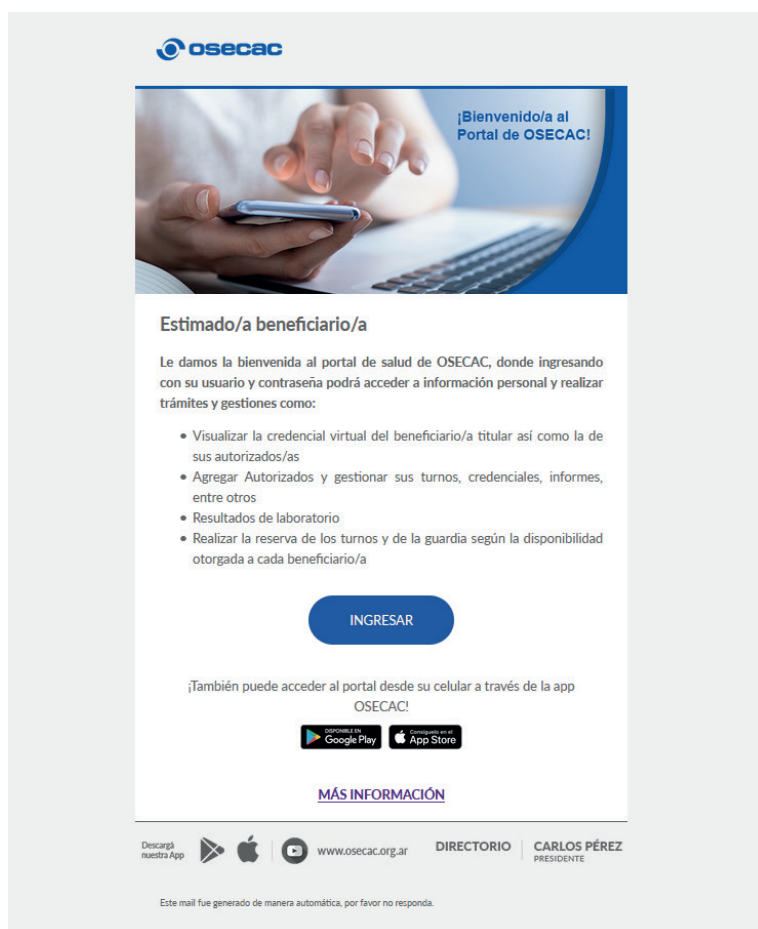 osecac
¡Bienvenido/a al
Portal de OSECAC!
Estimado/a beneficiario/a
Le damos la bienvenida al portal de salud de OSECAC, donde ingresando
con su usuario y contraseña podrá acceder a información personal y realizar
trámites y gestiones como:
• Visualizar la credencial virtual del beneficiario/a titular así como la de
sus autorizados/as
• Agregar Autorizados y gestionar sus turnos, credenciales, informes,
entre otros
• Resultados de laboratorio
• Realizar la reserva de los turnos y de la guardia según la disponibilidad
otorgada a cada beneficiario/a
INGRESAR
¡También puede acceder al portal desde su celular a través de la app
OSECAC!
DISPONIBLE EN
Google Play
Consíguelo en el
App Store
MÁS INFORMACIÓN
Descargá
nuestra App
www.osecac.org.ar
DIRECTORIO
CARLOS PÉREZ
PRESIDENTE
Este mail fue generado de manera automática, por favor no responda.